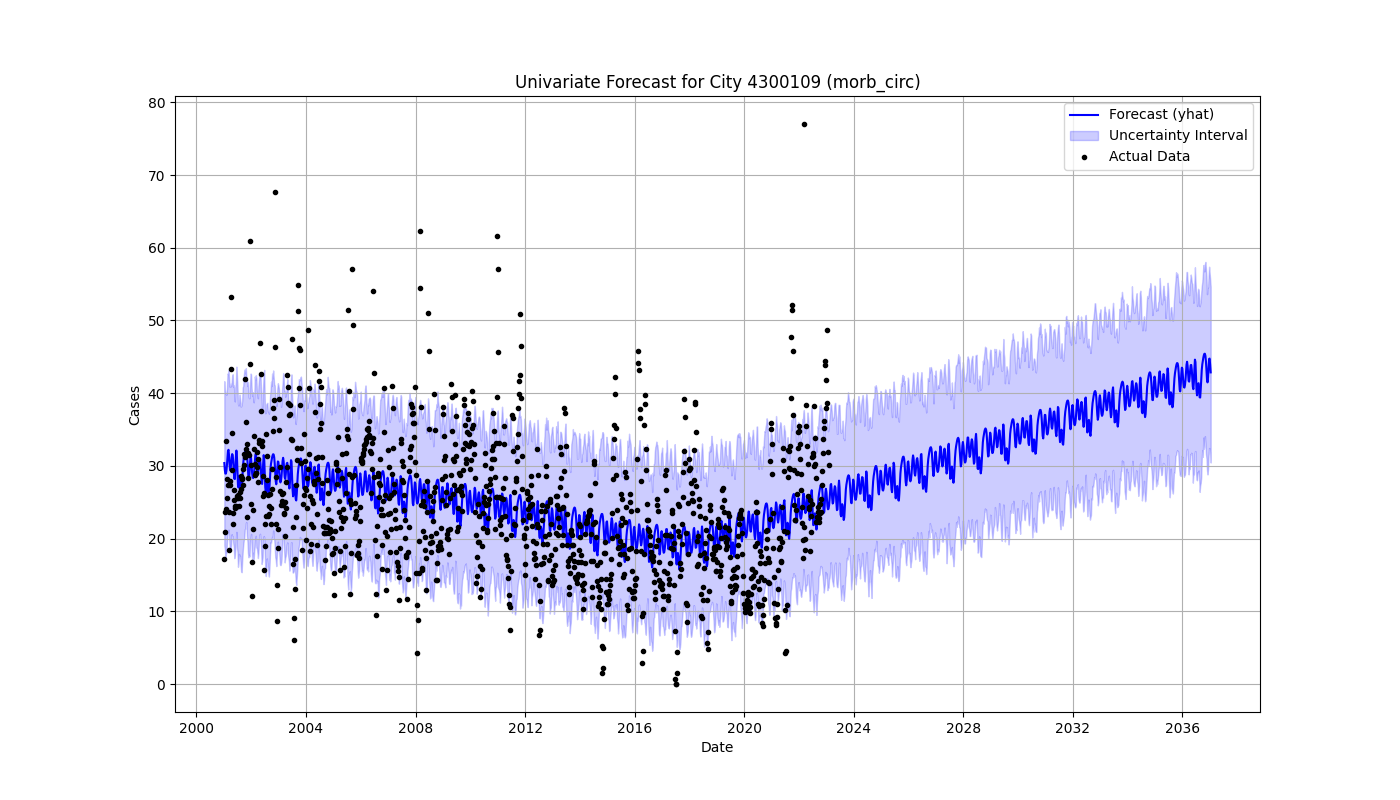 Univariate Forecast for City 4300109 (morb_circ)
Forecast (yhat)
Uncertainty Interval
Actual Data
Cases
80
70
60
50
40
30
20
10
0
2000 2004 2008 2012 2016 2020 2024 2028 2032 2036
Date